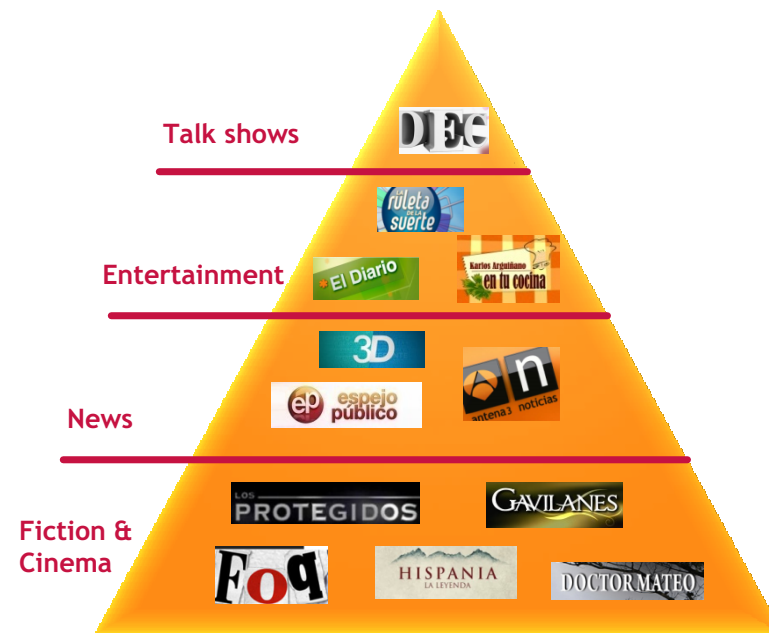 DEC
Talk shows
LA
ruleta
DE LA
suerte
Entertainment
*El Diario
Karlos Arguiñano
en tu cocina
3D
ep espejo
público
n
antena3 noticias
News
LOS
PROTEGIDOS
GAVILANES
Fiction &
Cinema
FoQ
HISPANIA
LA LEYENDA
DOCTOR MATEO